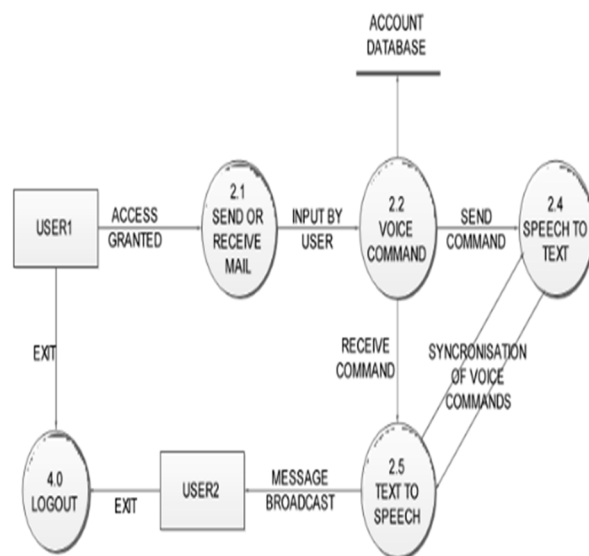 ACCOUNT
DATABASE
USER1
ACCESS
GRANTED
2.1
SEND OR
RECEIVE
MAIL
INPUT BY
USER
2.2
VOICE
COMMAND
SEND
COMMAND
2.4
SPEECH TO
TEXT
EXIT
RECEIVE
COMMAND
SYNCRONISATION
OF VOICE
COMMANDS
4.0
LOGOUT
EXIT
USER2
MESSAGE
BROADCAST
2.5
TEXT TO
SPEECH